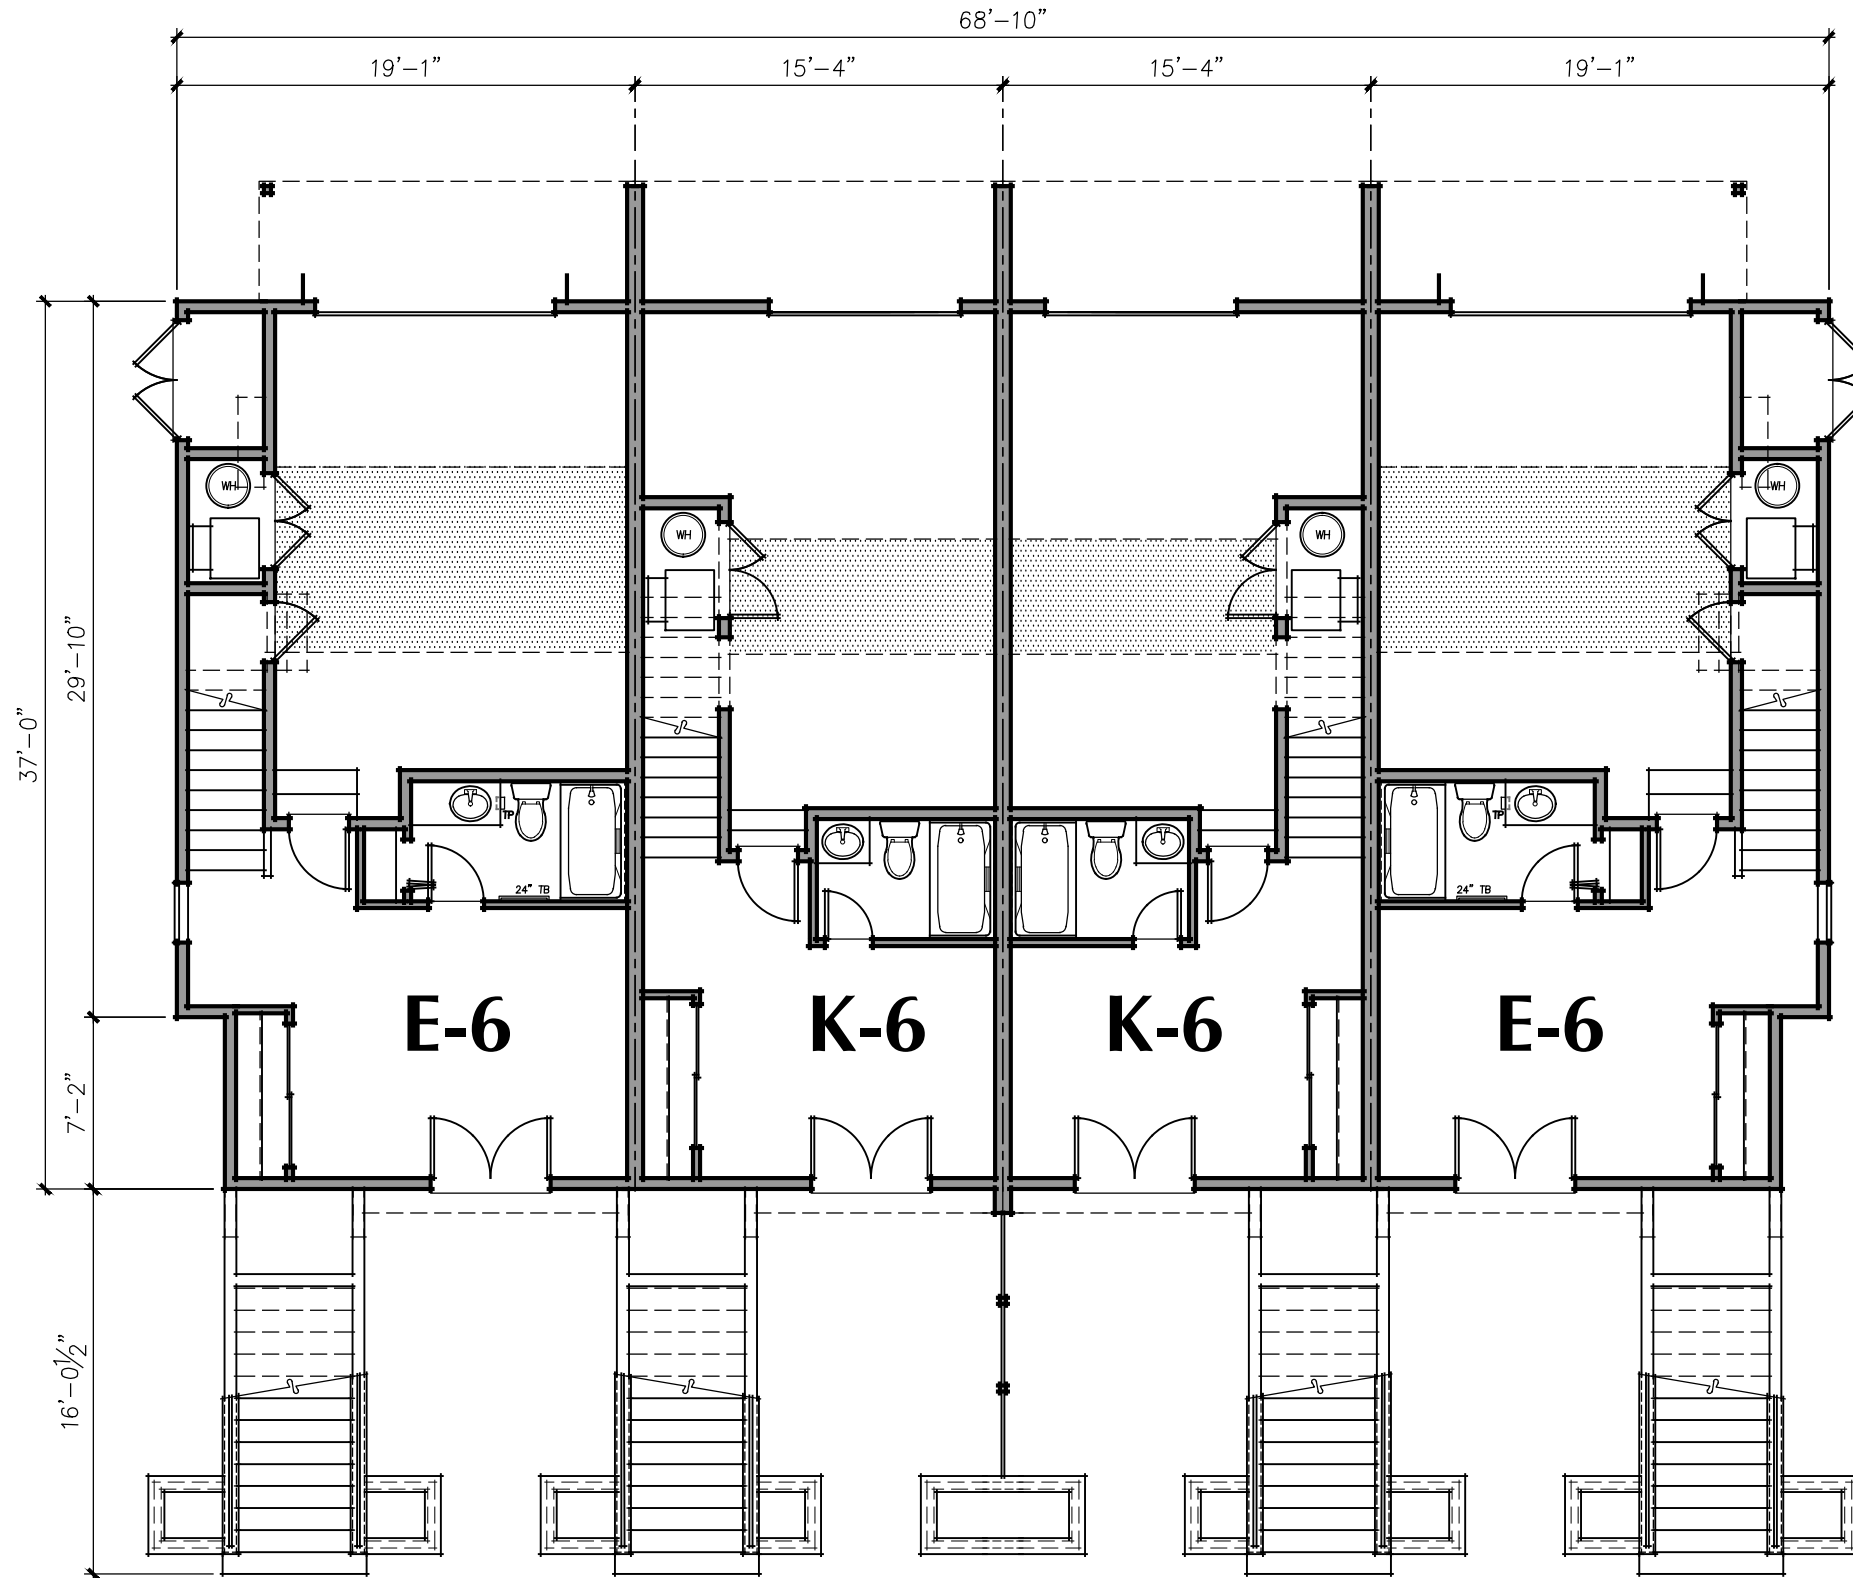 68'-10"
19'-1" 15'-4" 15'-4" 19'-1"
WH WH
WH WH
37'-0"
29'-10"
TP TP
24" TB 24" TB
E-6 K-6 K-6 E-6
7'-2"
16'-0½"